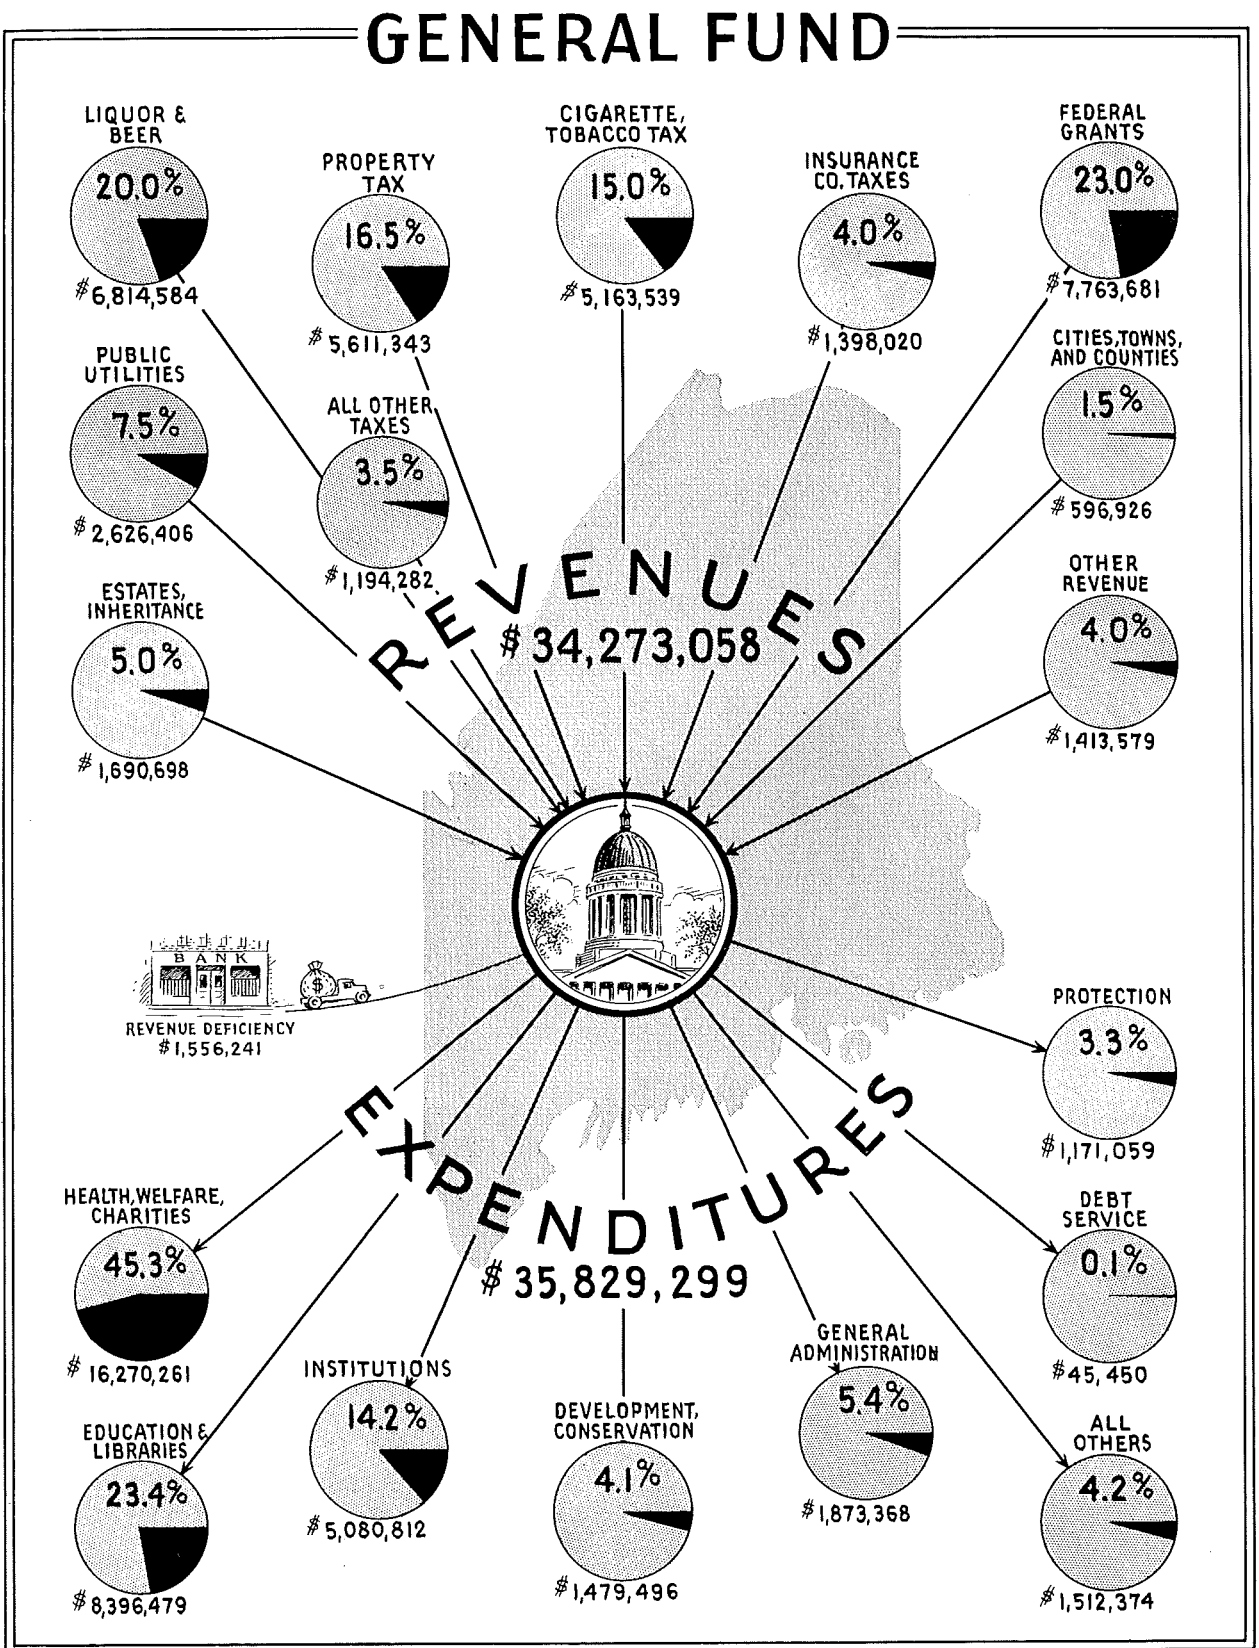 GENERAL FUND
LIQUOR &
BEER
20.0%
$6,814,584
PROPERTY
TAX
16.5%
$5,611,343
CIGARETTE,
TOBACCO TAX
15.0%
$5,163,539
INSURANCE
CO. TAXES
4.0%
$1,398,020
FEDERAL
GRANTS
23.0%
$7,763,681
PUBLIC
UTILITIES
7.5%
$2,626,406
ALL OTHER
TAXES
3.5%
$1,194,282
CITIES, TOWNS,
AND COUNTIES
1.5%
$596,926
ESTATES,
INHERITANCE
5.0%
$1,690,698
OTHER
REVENUE
4.0%
$1,413,579
REVENUES
$34,273,058
BANK
$
REVENUE DEFICIENCY
$1,556,241
EXPENDITURES
$35,829,299
PROTECTION
3.3%
$1,171,059
HEALTH, WELFARE,
CHARITIES
45.3%
$16,270,261
DEBT
SERVICE
0.1%
$45,450
INSTITUTIONS
14.2%
$5,080,812
GENERAL
ADMINISTRATION
5.4%
$1,873,368
EDUCATION &
LIBRARIES
23.4%
$8,396,479
DEVELOPMENT,
CONSERVATION
4.1%
$1,479,496
ALL
OTHERS
4.2%
$1,512,374